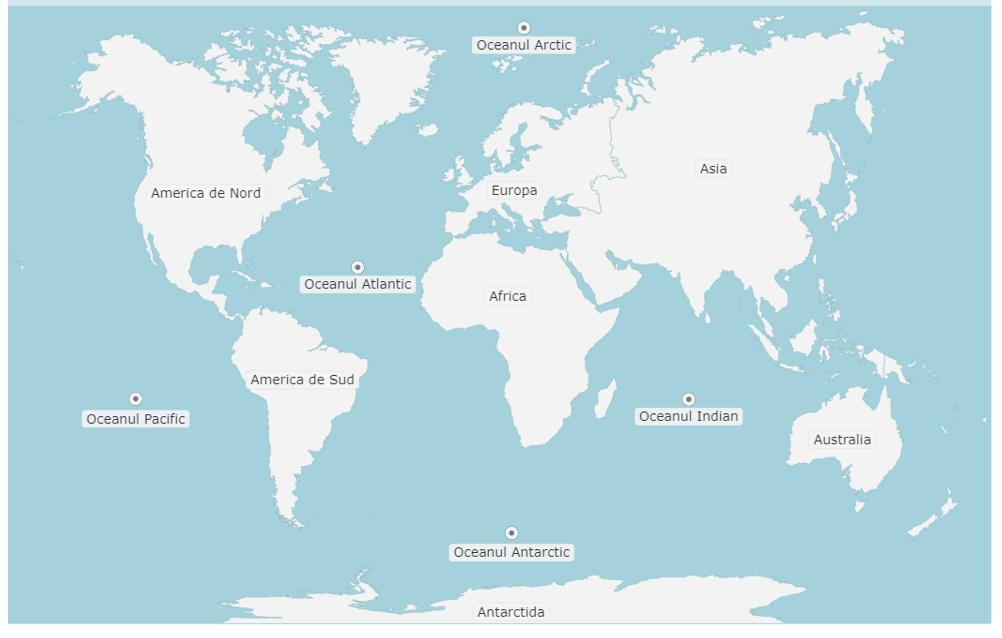 Oceanul Arctic
Asia
America de Nord
Europa
Oceanul Atlantic
Africa
America de Sud
Oceanul Pacific
Oceanul Indian
Australia
Oceanul Antarctic
Antarctida